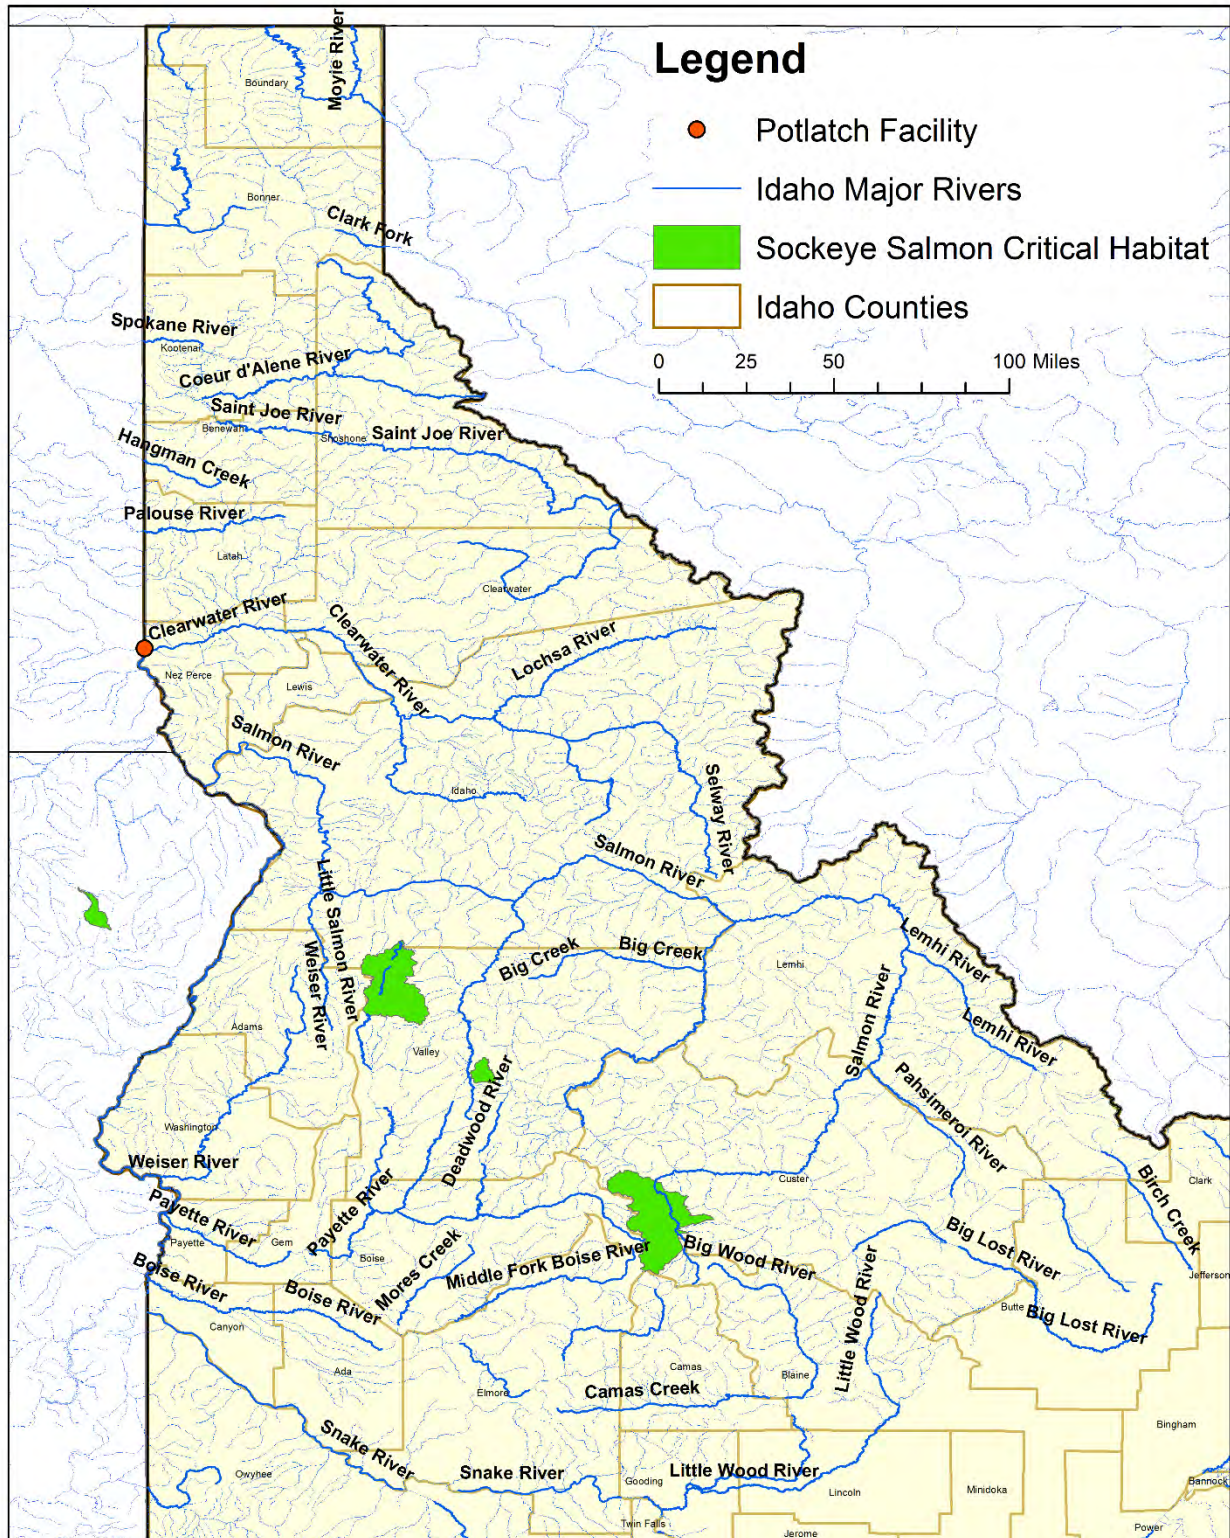 Legend
Potlatch Facility
Idaho Major Rivers
Sockeye Salmon Critical Habitat
Idaho Counties
0 25 50 100 Miles
Moyie River
Boundary
Bonner
Clark Fork
Spokane River
Kootenai
Coeur d'Alene River
Saint Joe River
Benewah
Shoshone
Saint Joe River
Hangman Creek
Palouse River
Latah
Clearwater
Clearwater River
Clearwater River
Lochsa River
Nez Perce
Lewis
Salmon River
Idaho
Selway River
Salmon River
Little Salmon River
Weiser River
Big Creek
Big Creek
Lemhi
Lemhi River
Salmon River
Lemhi River
Adams
Valley
Deadwood River
Pahsimeroi River
Washington
Weiser River
Custer
Birch Creek
Clark
Payette River
Payette
Gem
Payette River
Boise
Mores Creek
Middle Fork Boise River
Big Wood River
Little Wood River
Big Lost River
Jefferson
Boise River
Boise River
Butte
Big Lost River
Canyon
Ada
Elmore
Camas
Camas Creek
Blaine
Bingham
Snake River
Owyhee
Snake River
Gooding
Little Wood River
Lincoln
Minidoka
Bannock
Twin Falls
Jerome
Power